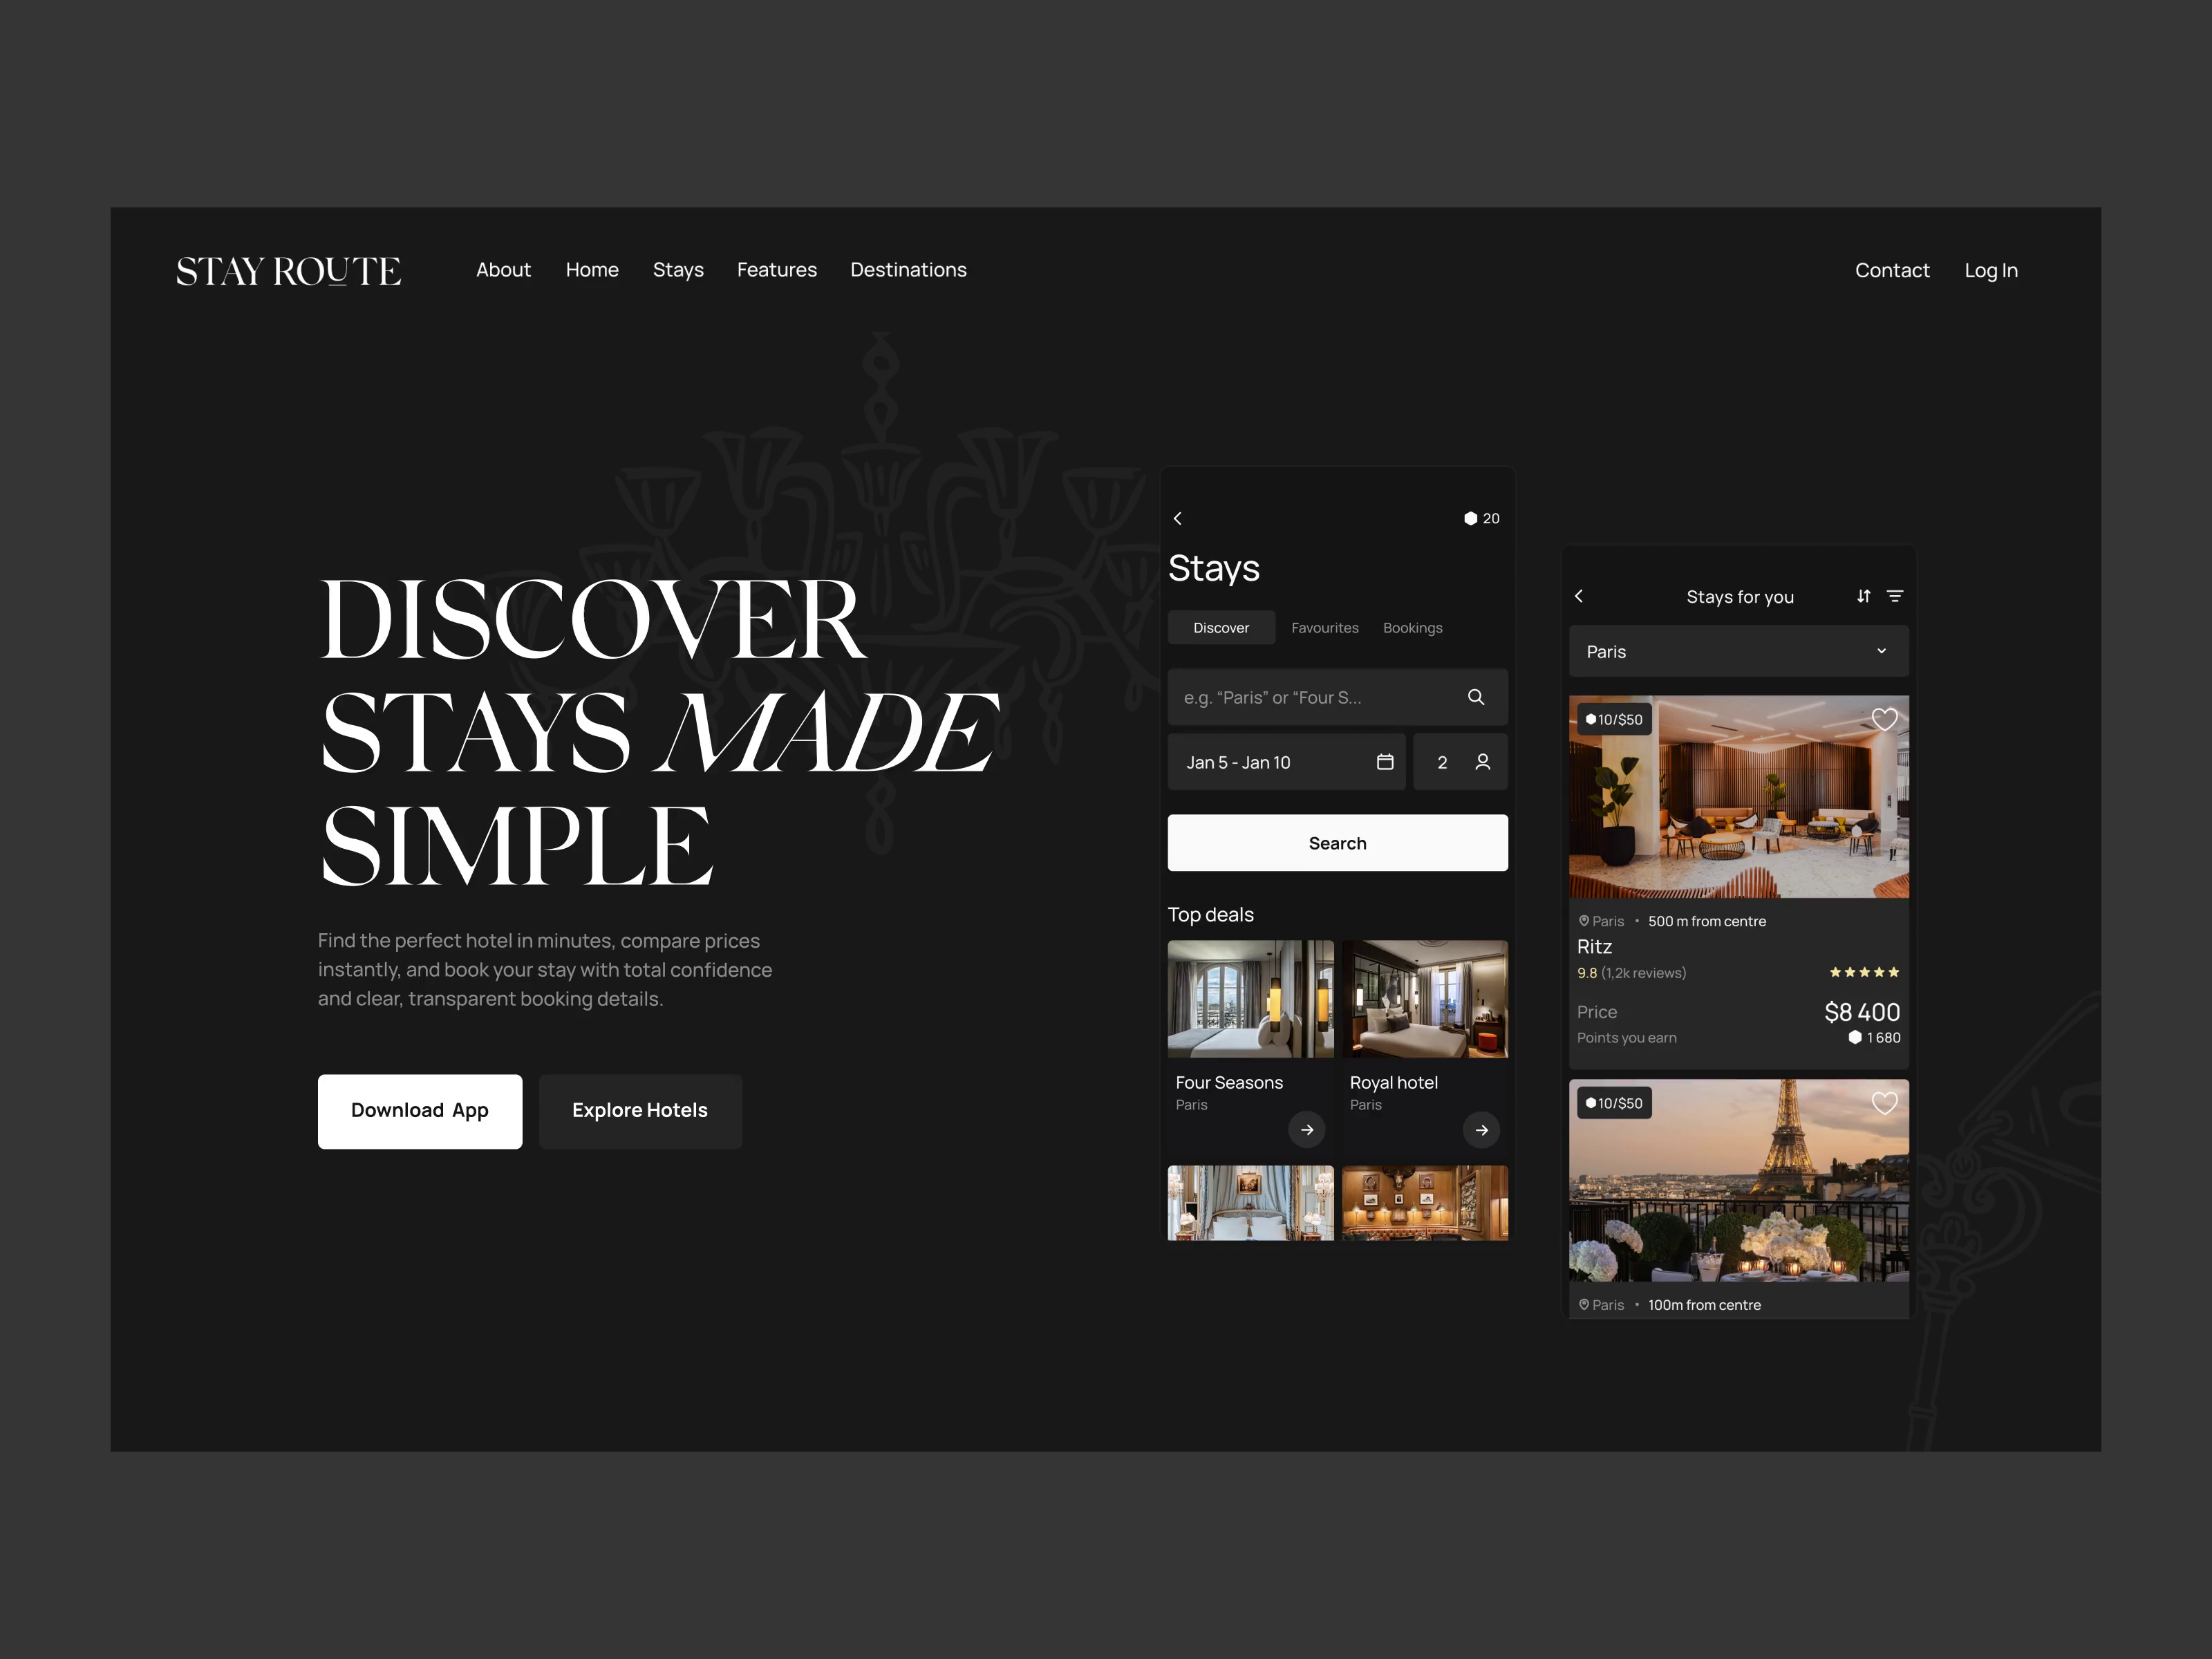 STAY ROUTE
About
Home
Stays
Features
Destinations
Contact
Log In
DISCOVER
STAYS MADE
SIMPLE
Find the perfect hotel in minutes, compare prices
instantly, and book your stay with total confidence
and clear, transparent booking details.
Download App
Explore Hotels
20
Stays
Discover
Favourites
Bookings
e.g. “Paris” or “Four S...
Jan 5 - Jan 10
2
Search
Top deals
Four Seasons
Paris
Royal hotel
Paris
Stays for you
Paris
10/$50
Paris • 500 m from centre
Ritz
9.8 (1,2k reviews)
Price
$8 400
Points you earn
1 680
10/$50
Paris • 100m from centre